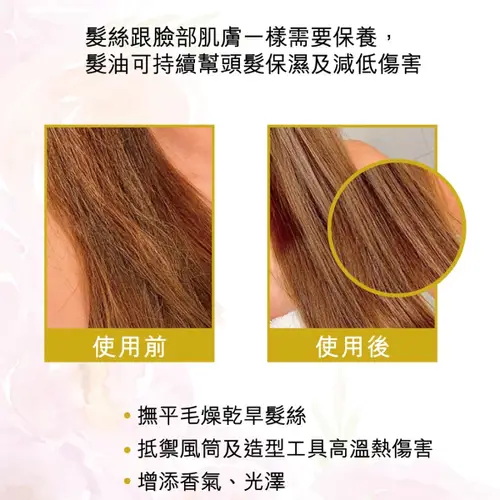 髮絲跟臉部肌膚一樣需要保養，
髮油可持續幫頭髮保濕及減低傷害
使用前
使用後
• 撫平毛燥乾旱髮絲
• 抵禦風筒及造型工具高溫熱傷害
• 增添香氣、光澤